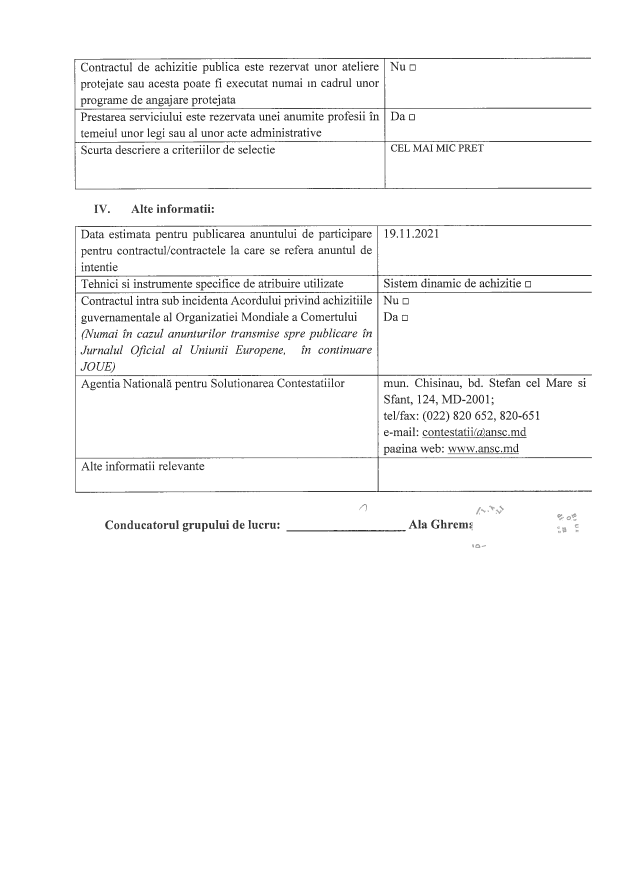 Contractul de achizitie publica este rezervat unor ateliere
protejate sau acesta poate fi executat numai ın cadrul unor
programe de angajare protejata
Nu □
Prestarea serviciului este rezervata unei anumite profesii în
temeiul unor legi sau al unor acte administrative
Da □
Scurta descriere a criteriilor de selectie
CEL MAI MIC PRET
IV. Alte informatii:
Data estimata pentru publicarea anuntului de participare
pentru contractul/contractele la care se refera anuntul de
intentie
19.11.2021
Tehnici si instrumente specifice de atribuire utilizate
Sistem dinamic de achizitie □
Contractul intra sub incidenta Acordului privind achizitiile
guvernamentale al Organizatiei Mondiale a Comertului
(Numai în cazul anunturilor transmise spre publicare în
Jurnalul Oficial al Uniunii Europene, în continuare
JOUE)
Nu □
Da □
Agentia Natională pentru Solutionarea Contestatiilor
mun. Chisinau, bd. Stefan cel Mare si
Sfant, 124, MD-2001;
tel/fax: (022) 820 652, 820-651
e-mail: contestatii@ansc.md
pagina web: www.ansc.md
Alte informatii relevante
Conducatorul grupului de lucru: ____________________ Ala Ghrema